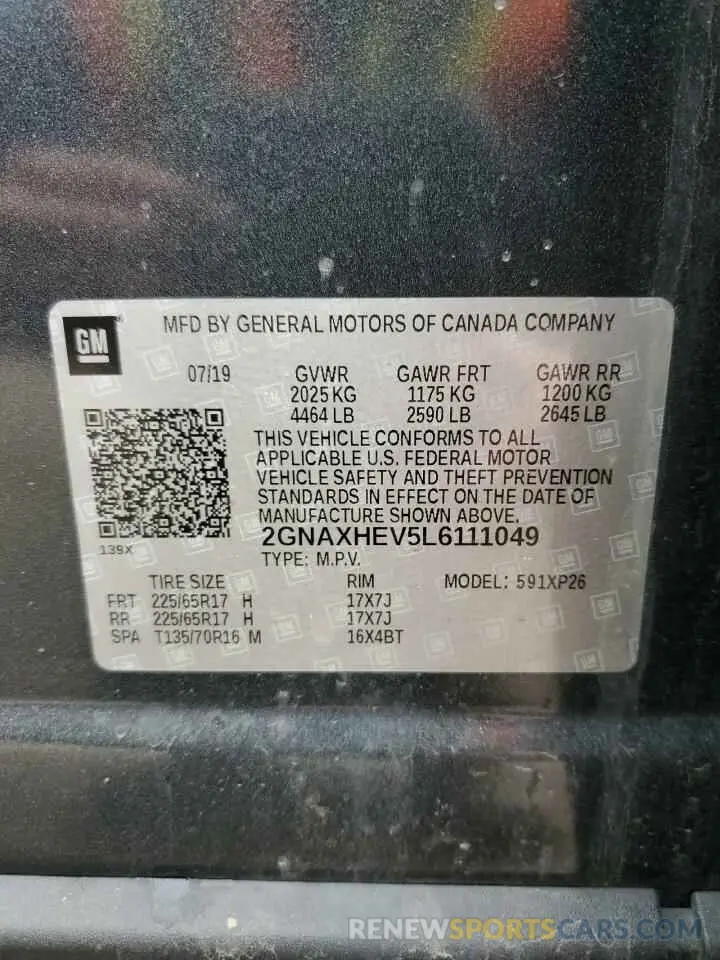 GM
MFD BY GENERAL MOTORS OF CANADA COMPANY
07/19 GVWR GAWR FRT GAWR RR
2025 KG 1175 KG 1200 KG
4464 LB 2590 LB 2645 LB
THIS VEHICLE CONFORMS TO ALL
APPLICABLE U.S. FEDERAL MOTOR
VEHICLE SAFETY AND THEFT PREVENTION
STANDARDS IN EFFECT ON THE DATE OF
MANUFACTURE SHOWN ABOVE.
2GNAXHEV5L6111049
139X
TYPE: M.P.V.
TIRE SIZE RIM MODEL: 591XP26
FRT 225/65R17 H 17X7J
RR 225/65R17 H 17X7J
SPA T135/70R16 M 16X4BT
RENEWSPORTSCARS.COM